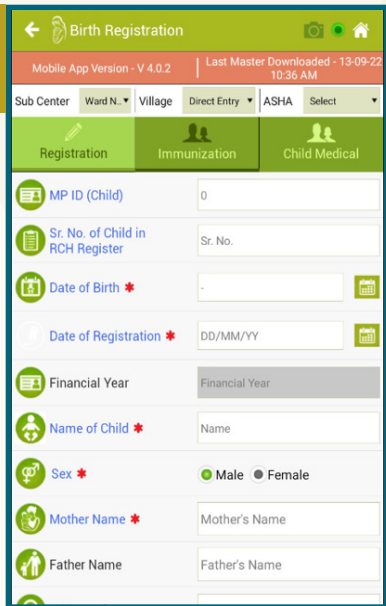 Birth Registration
Mobile App Version - V 4.0.2
Last Master Downloaded - 13-09-22
10:36 AM
Sub Center Ward N.. Village Direct Entry ASHA Select
Registration Immunization Child Medical
MP ID (Child) 0
Sr. No. of Child in
RCH Register Sr. No.
Date of Birth * -
Date of Registration * DD/MM/YY
Financial Year Financial Year
Name of Child * Name
Sex * Male Female
Mother Name * Mother's Name
Father Name Father's Name